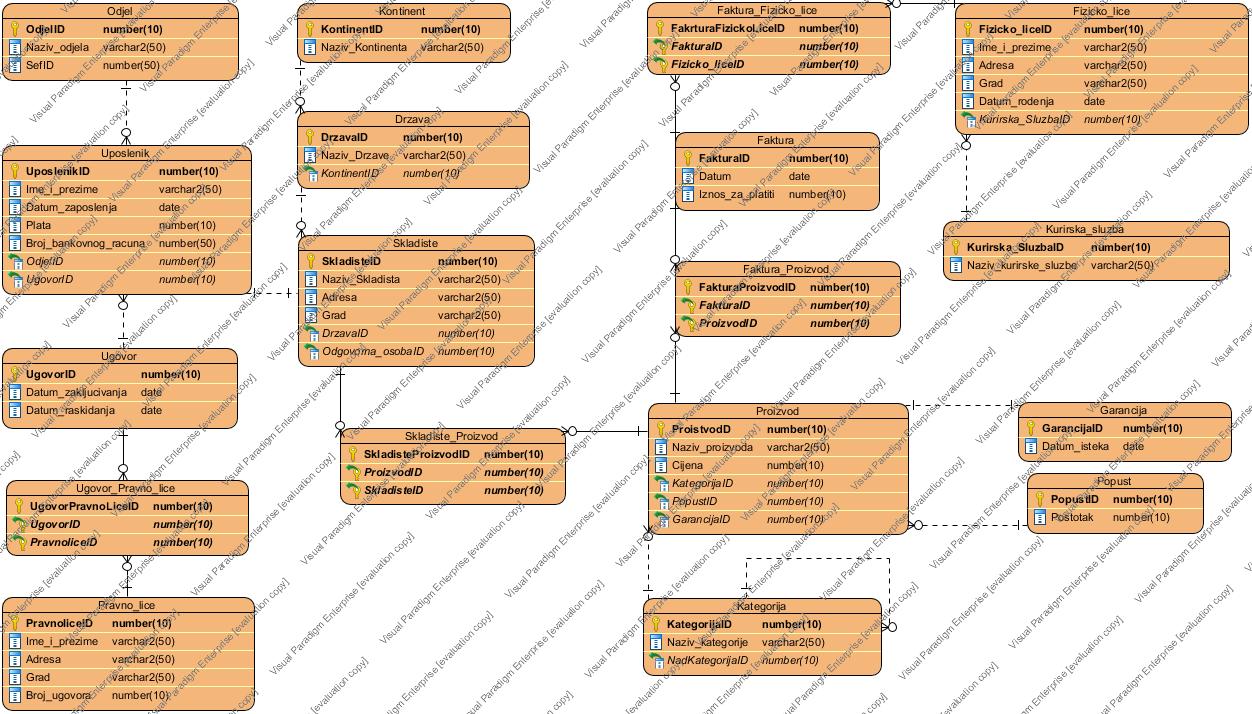 Odjel
OdjelID number(10)
Naziv_odjela varchar2(50)
SefID number(50)
Uposlenik
UposlenikID number(10)
Ime_i_prezime varchar2(50)
Datum_zaposlenja date
Plata number(10)
Broj_bankovnog_racuna number(50)
OdjelID number(10)
UgovorID number(10)
Ugovor
UgovorID number(10)
Datum_zakljucivanja date
Datum_raskidanja date
Ugovor_Pravno_lice
UgovorPravnoLiceID number(10)
UgovorID number(10)
PravnoliceID number(10)
Pravno_lice
PravnoliceID number(10)
Ime_i_prezime varchar2(50)
Adresa varchar2(50)
Grad varchar2(50)
Broj_ugovora number(10)
Kontinent
KontinentID number(10)
Naziv_Kontinenta varchar2(50)
Drzava
DrzavaID number(10)
Naziv_Drzave varchar2(50)
KontinentID number(10)
Skladiste
SkladisteID number(10)
Naziv_Skladista varchar2(50)
Adresa varchar2(50)
Grad varchar2(50)
DrzavaID number(10)
Odgovorna_osobaID number(10)
Skladiste_Proizvod
SkladisteProizvodID number(10)
ProizvodID number(10)
SkladisteID number(10)
Faktura_Fizicko_lice
FakrturaFizickoLiceID number(10)
FakturaID number(10)
Fizicko_liceID number(10)
Faktura
FakturaID number(10)
Datum date
Iznos_za_platiti number(10)
Faktura_Proizvod
FakturaProizvodID number(10)
FakturaID number(10)
ProizvodID number(10)
Proizvod
ProistvodID number(10)
Naziv_proizvoda varchar2(50)
Cijena number(10)
KategorijaID number(10)
PopustID number(10)
GarancijaID number(10)
Kategorija
KategorijaID number(10)
Naziv_kategorije varchar2(50)
NadKategorijaID number(10)
Fizicko_lice
Fizicko_liceID number(10)
Ime_i_prezime varchar2(50)
Adresa varchar2(50)
Grad varchar2(50)
Datum_rodenja date
Kurirska_SluzbaID number(10)
Kurirska_sluzba
Kurirska_SluzbaID number(10)
Naziv_kurirske_sluzbe varchar2(50)
Garancija
GarancijaID number(10)
Datum_isteka date
Popust
PopustID number(10)
Postotak number(10)
Visual Paradigm Enterprise [evaluation copy]